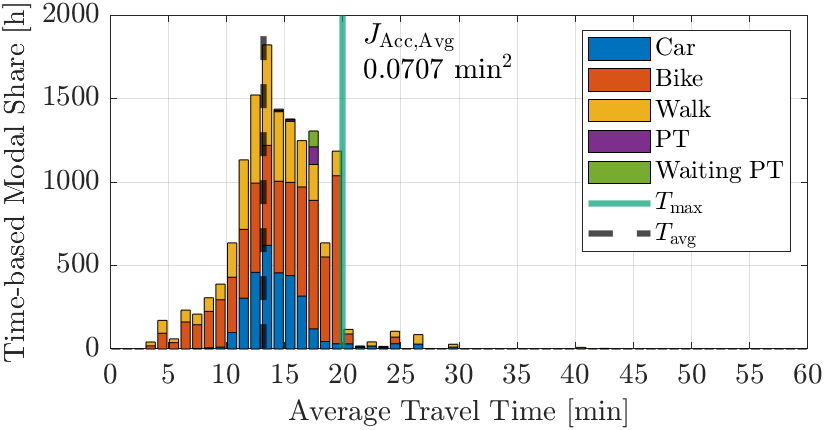 Time-based Modal Share [h]
2000
1500
1000
500
0
J_Acc,Avg
0.0707 min²
Car
Bike
Walk
PT
Waiting PT
T_max
T_avg
0 5 10 15 20 25 30 35 40 45 50 55 60
Average Travel Time [min]